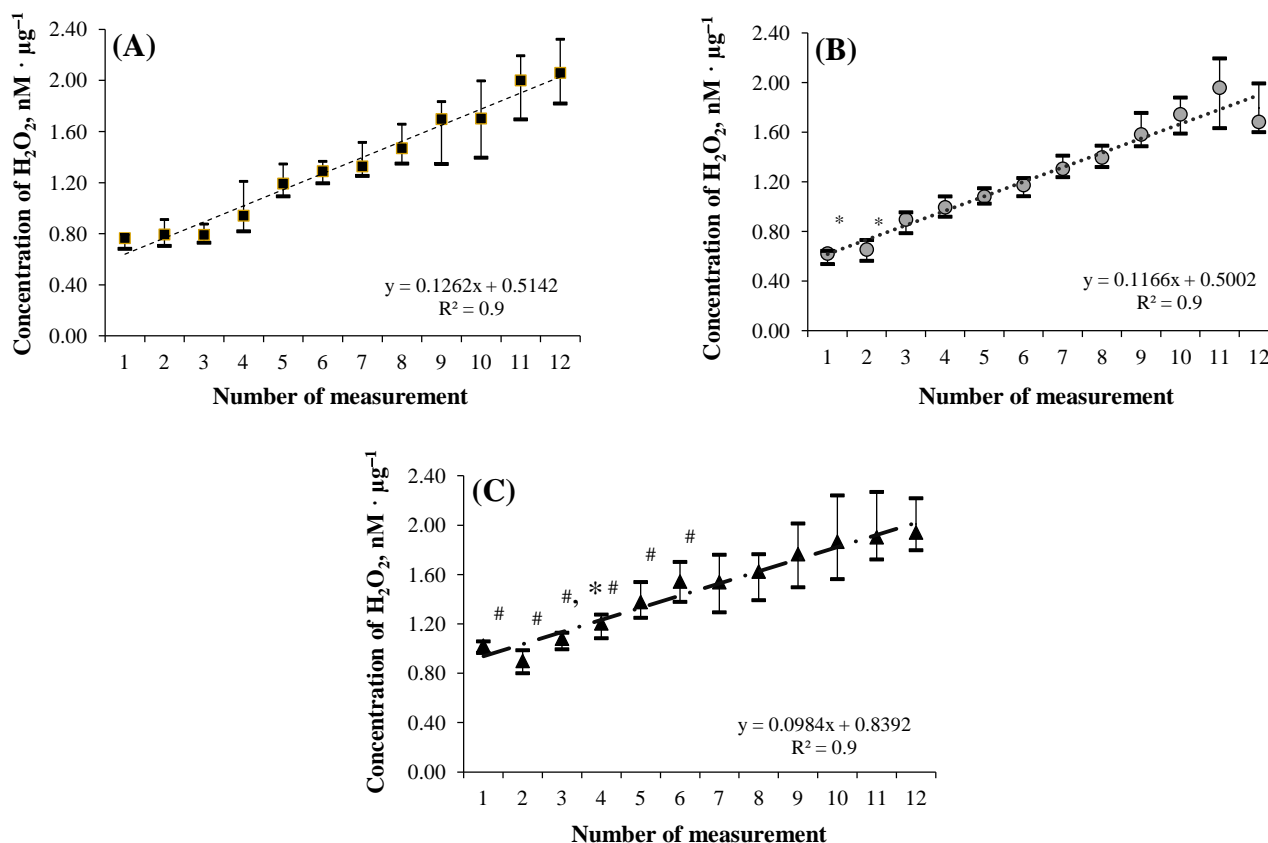 (A)
Concentration of H₂O₂, nM · µg⁻¹
2.40
2.00
1.60
1.20
0.80
0.40
0.00
y = 0.1262x + 0.5142
R² = 0.9
1 2 3 4 5 6 7 8 9 10 11 12
Number of measurement
(B)
Concentration of H₂O₂, nM · µg⁻¹
2.40
2.00
1.60
1.20
0.80
0.40
0.00
* *
y = 0.1166x + 0.5002
R² = 0.9
1 2 3 4 5 6 7 8 9 10 11 12
Number of measurement
(C)
Concentration of H₂O₂, nM · µg⁻¹
2.40
2.00
1.60
1.20
0.80
0.40
0.00
# # #, * # # #
y = 0.0984x + 0.8392
R² = 0.9
1 2 3 4 5 6 7 8 9 10 11 12
Number of measurement